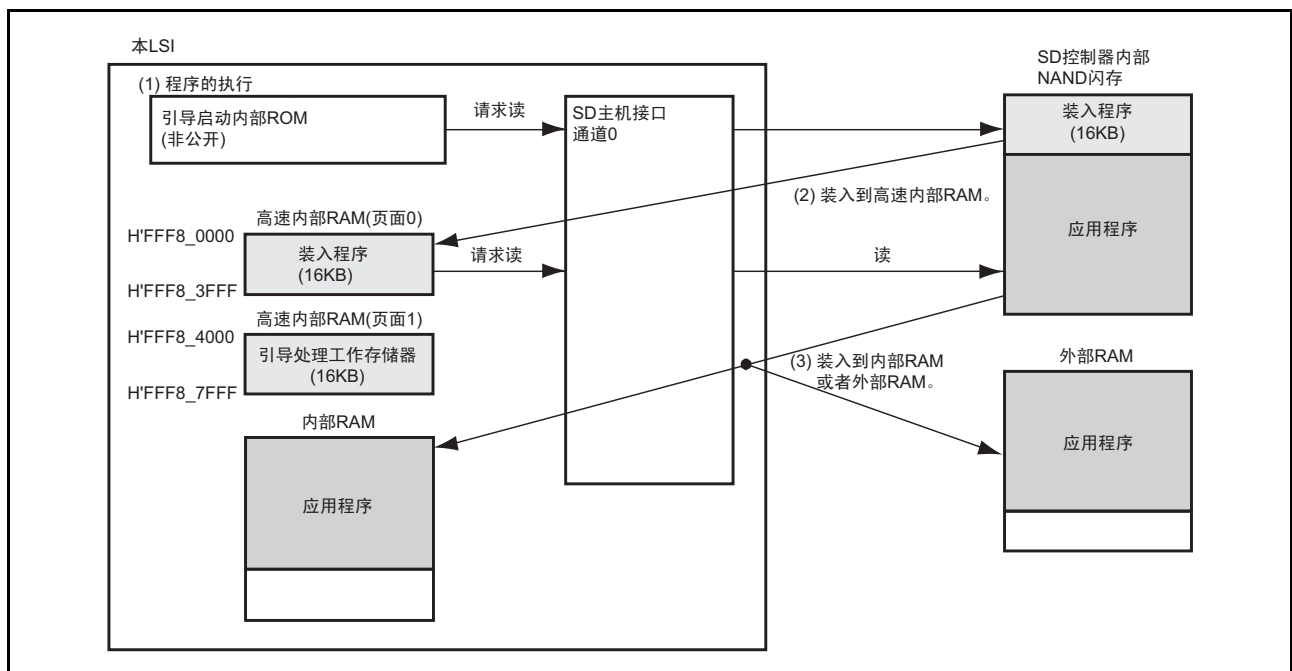 本LSI
(1) 程序的执行
引导启动内部ROM
(非公开)
请求读
SD主机接口
通道0
SD控制器内部
NAND闪存
装入程序
(16KB)
应用程序
(2) 装入到高速内部RAM。
高速内部RAM(页面0)
H'FFF8_0000
装入程序
(16KB)
H'FFF8_3FFF
请求读
读
高速内部RAM(页面1)
H'FFF8_4000
引导处理工作存储器
(16KB)
H'FFF8_7FFF
(3) 装入到内部RAM
或者外部RAM。
外部RAM
应用程序
内部RAM
应用程序